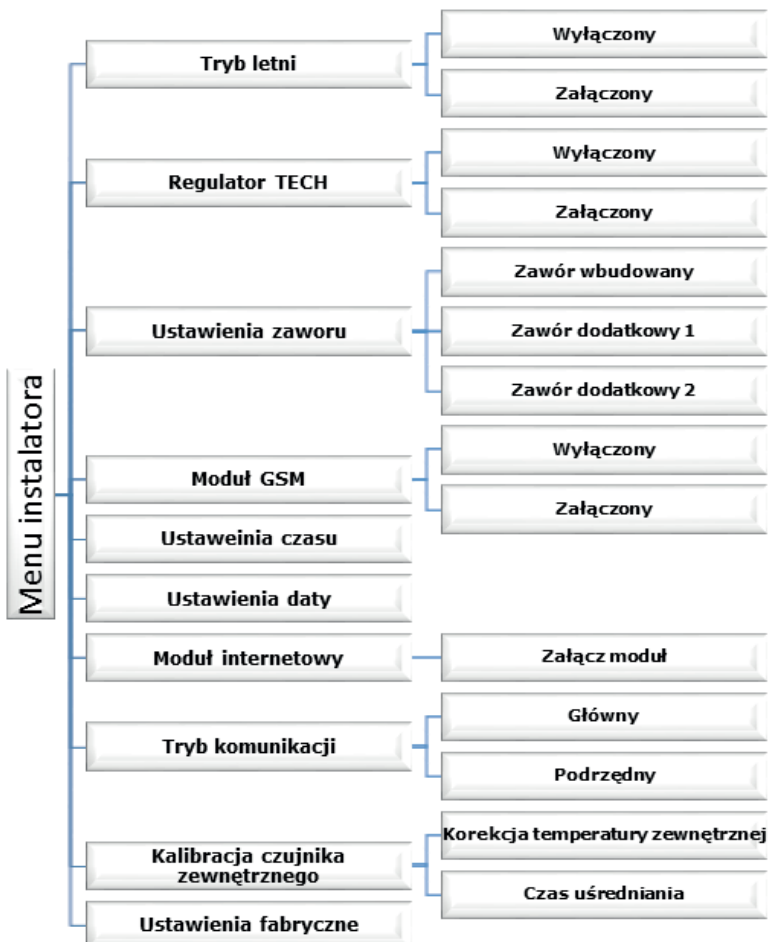 Menu instalatora
Tryb letni
Wyłączony
Załączony
Regulator TECH
Wyłączony
Załączony
Ustawienia zaworu
Zawór wbudowany
Zawór dodatkowy 1
Zawór dodatkowy 2
Moduł GSM
Wyłączony
Załączony
Ustaweinia czasu
Ustawienia daty
Moduł internetowy
Załącz moduł
Tryb komunikacji
Główny
Podrzędny
Kalibracja czujnika
zewnętrznego
Korekcja temperatury zewnętrznej
Czas uśredniania
Ustawienia fabryczne